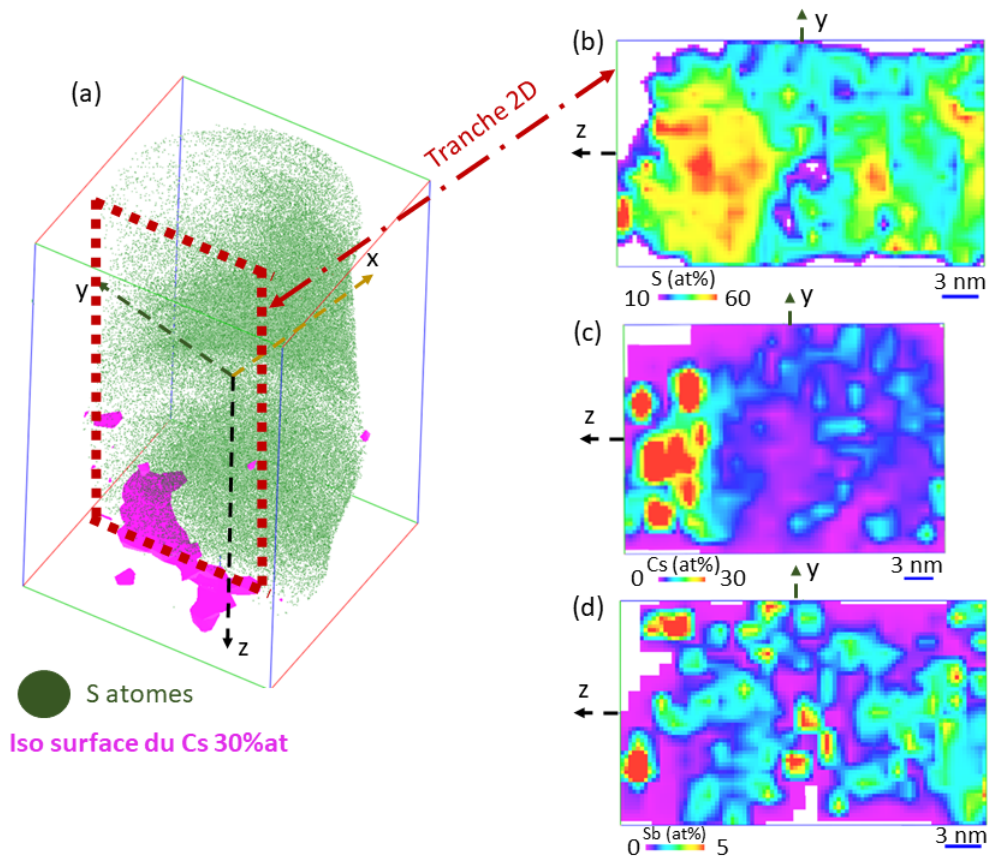 (a)
Tranche 2D
x
y
z
S atomes
Iso surface du Cs 30%at
(b)
y
z
S (at%)
10 60
3 nm
(c)
y
z
Cs (at%)
0 30
3 nm
(d)
y
z
Sb (at%)
0 5
3 nm